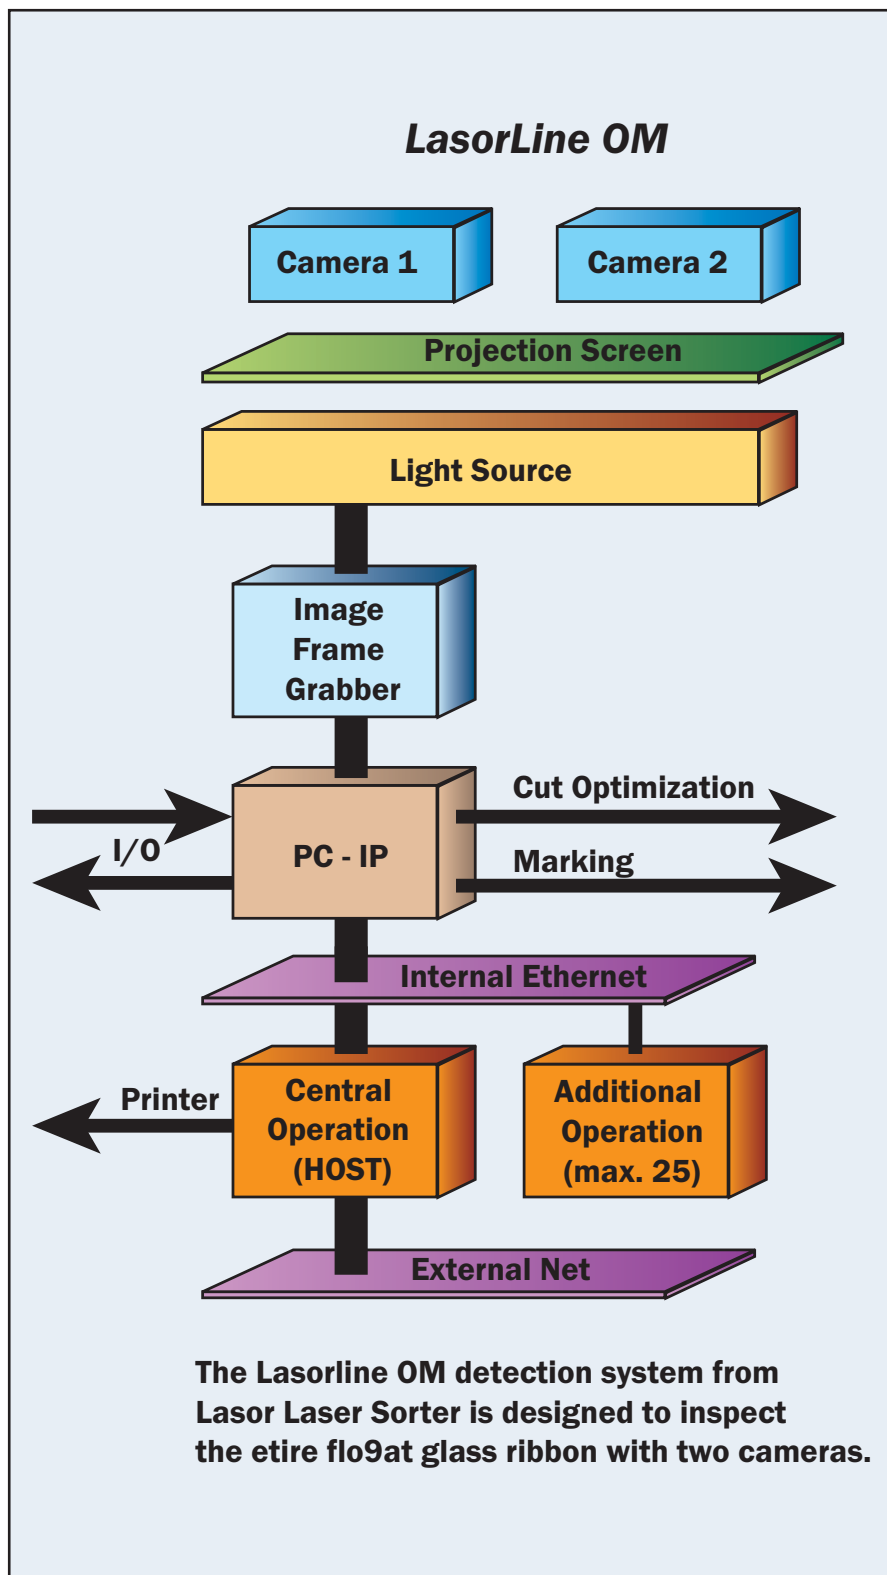 LasorLine OM
Camera 1
Camera 2
Projection Screen
Light Source
Image
Frame
Grabber
Cut Optimization
I/O
PC - IP
Marking
Internal Ethernet
Printer
Central
Operation
(HOST)
Additional
Operation
(max. 25)
External Net
The Lasorline OM detection system from
Lasor Laser Sorter is designed to inspect
the etire flo9at glass ribbon with two cameras.